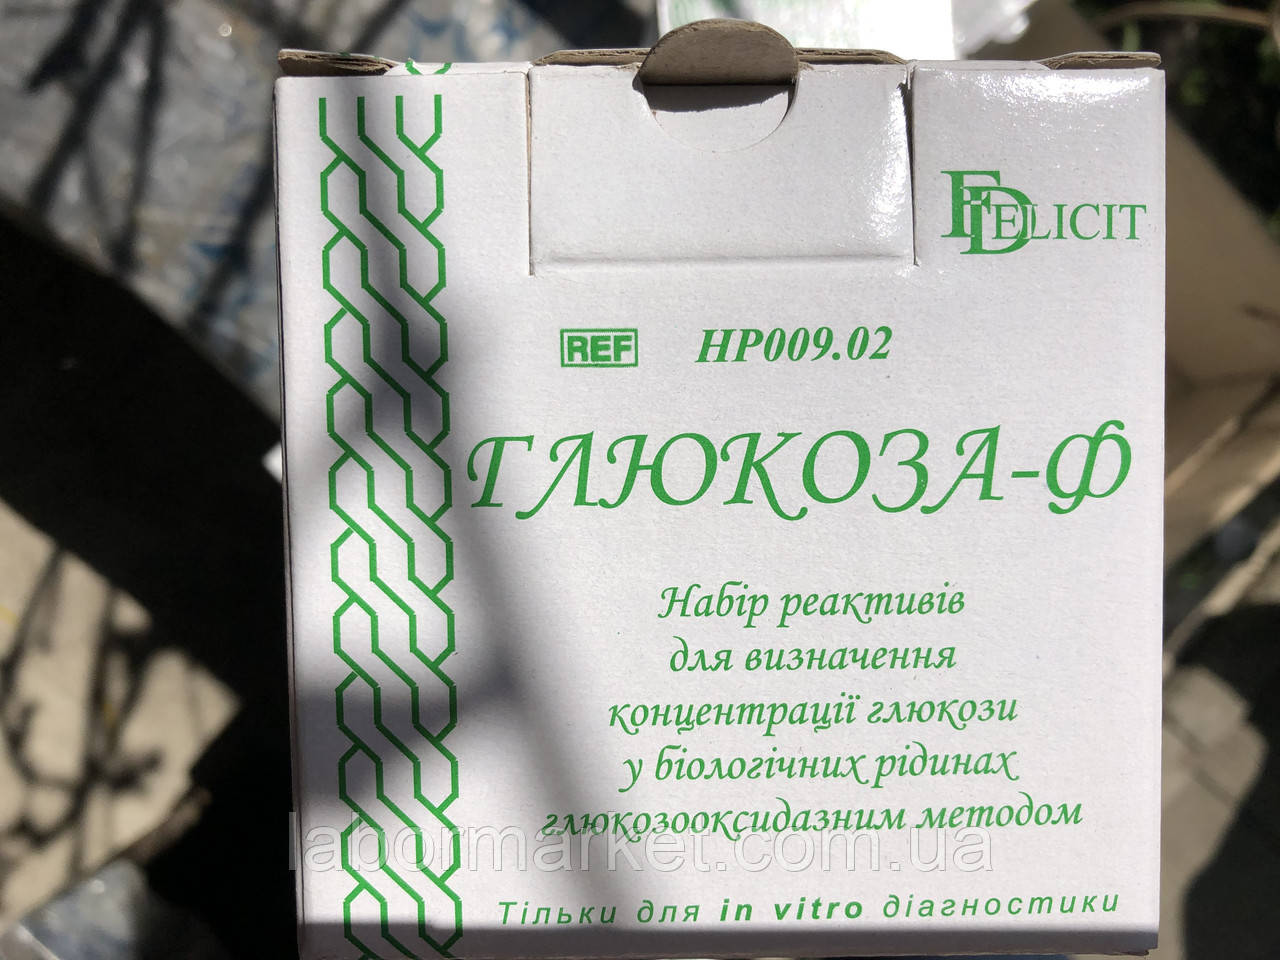 FELICIT
D
REF HP009.02
ГЛЮКОЗА-Ф
Набір реактивів
для визначення
концентрації глюкози
у біологічних рідинах
глюкозооксидазним методом
labormarket.com.ua
Тільки для in vitro діагностики